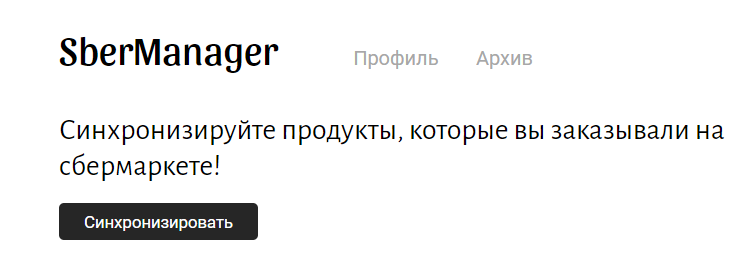 SberManager
Профиль
Архив
Синхронизируйте продукты, которые вы заказывали на
сбермаркете!
Синхронизировать